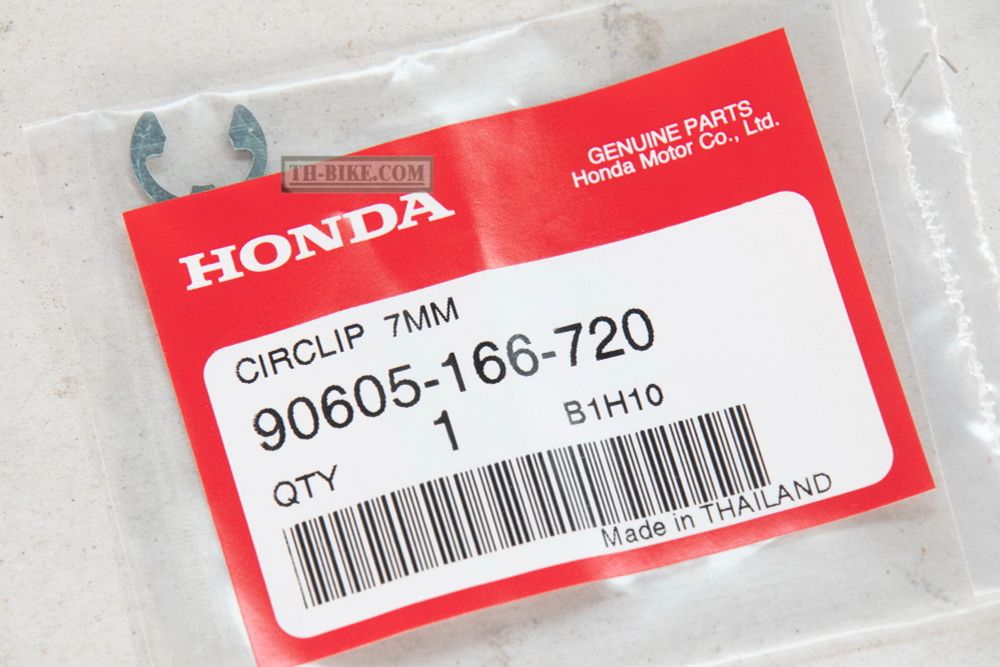 TH-BIKE.COM
HONDA
GENUINE PARTS
Honda Motor Co., Ltd.
CIRCLIP 7MM
90605-166-720
QTY 1 B1H10
Made in THAILAND